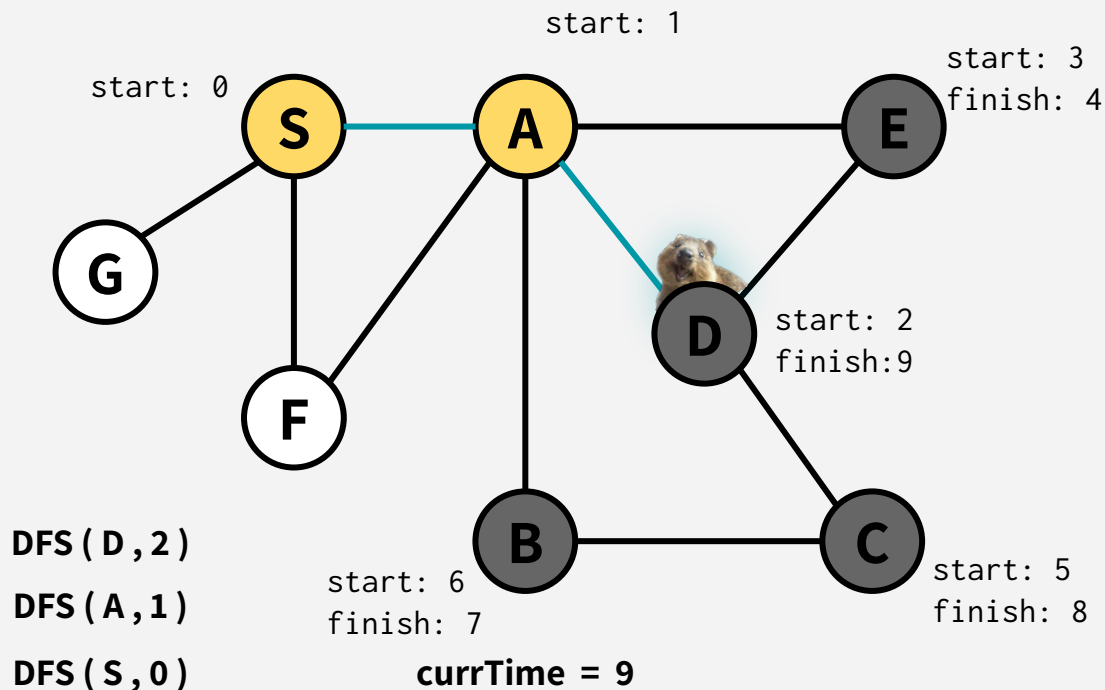 start: 1
start: 0
S
A
E
start: 3
finish: 4
G
D
start: 2
finish:9
F
B
C
start: 6
finish: 7
start: 5
finish: 8
DFS(D,2)
DFS(A,1)
DFS(S,0)
currTime = 9